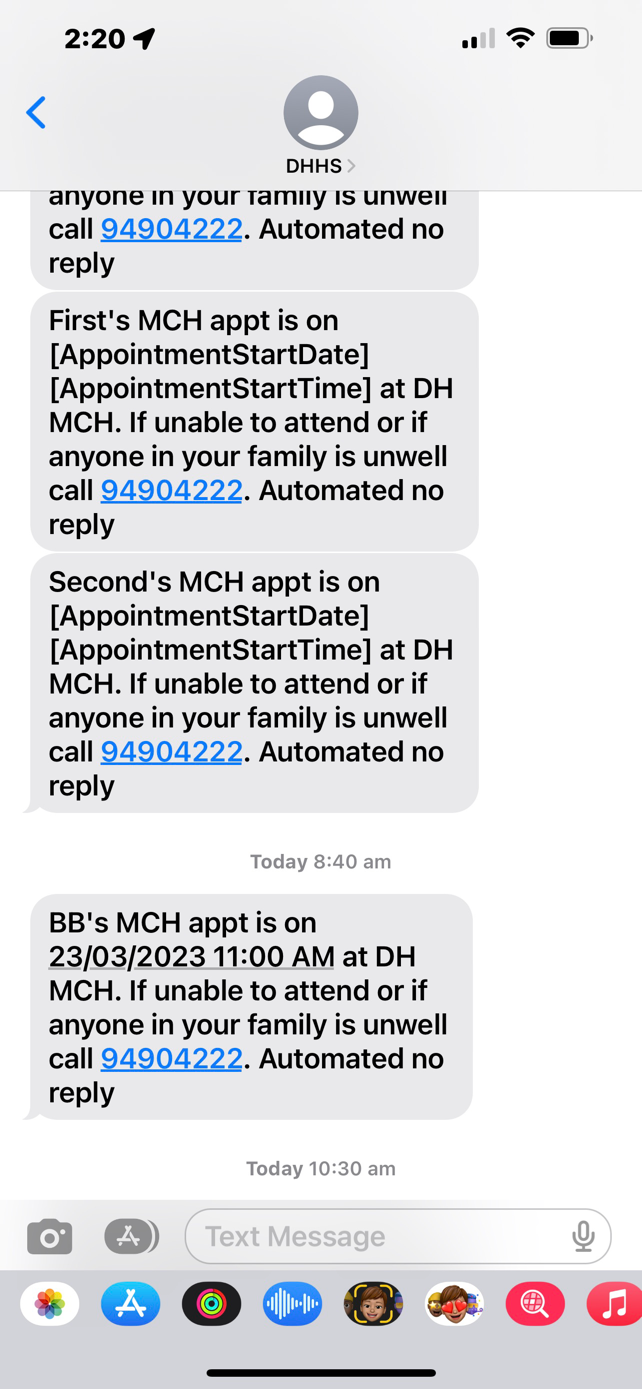 2:20
DHHS
anyone in your family is unwell
call 94904222. Automated no
reply
First's MCH appt is on
[AppointmentStartDate]
[AppointmentStartTime] at DH
MCH. If unable to attend or if
anyone in your family is unwell
call 94904222. Automated no
reply
Second's MCH appt is on
[AppointmentStartDate]
[AppointmentStartTime] at DH
MCH. If unable to attend or if
anyone in your family is unwell
call 94904222. Automated no
reply
Today 8:40 am
BB's MCH appt is on
23/03/2023 11:00 AM at DH
MCH. If unable to attend or if
anyone in your family is unwell
call 94904222. Automated no
reply
Today 10:30 am
Text Message